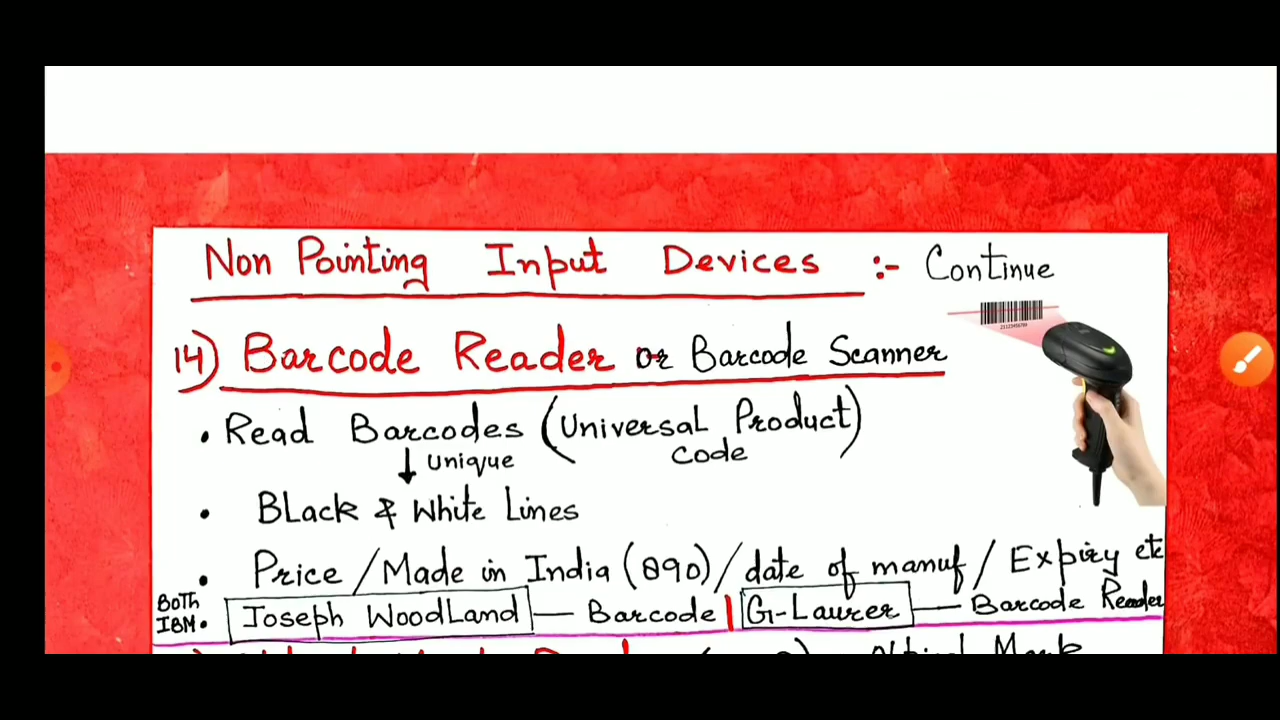 Non Pointing Input Devices :- Continue
14) Barcode Reader or Barcode Scanner
• Read Barcodes (Universal Product Code)
↓ Unique
• Black & White Lines
• Price / Made in India (890) / date of manuf / Expiry etc
Both IBM • Joseph WoodLand — Barcode | G-Laurer — Barcode Reader